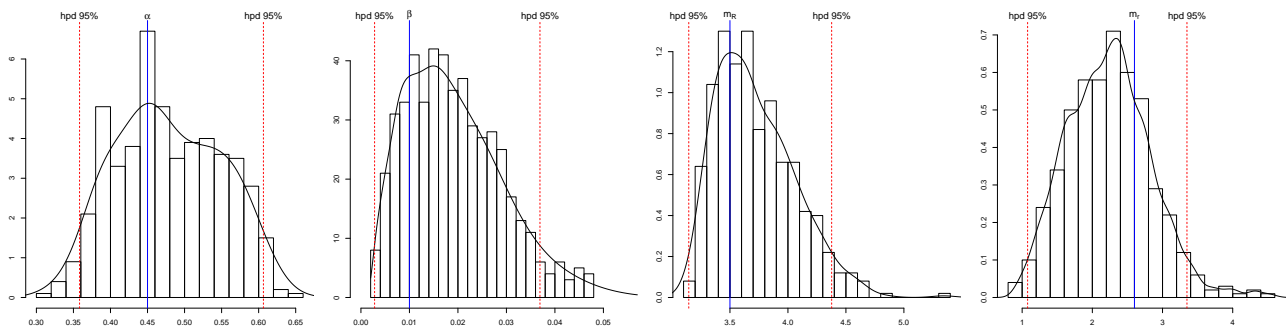 hpd 95% α hpd 95%
0 1 2 3 4 5 6
0.30 0.35 0.40 0.45 0.50 0.55 0.60 0.65
hpd 95% β hpd 95%
0 10 20 30 40
0.00 0.01 0.02 0.03 0.04 0.05
hpd 95% m_R hpd 95%
0.0 0.2 0.4 0.6 0.8 1.0 1.2
3.5 4.0 4.5 5.0
hpd 95% m_r hpd 95%
0.0 0.1 0.2 0.3 0.4 0.5 0.6 0.7
1 2 3 4